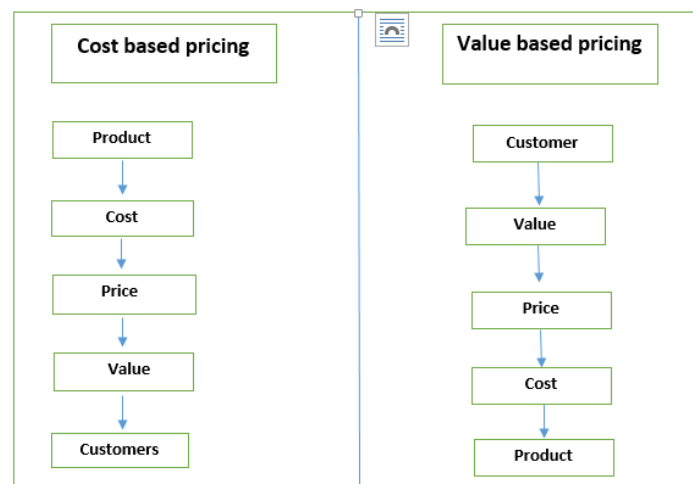 Cost based pricing
Product
Cost
Price
Value
Customers
Value based pricing
Customer
Value
Price
Cost
Product